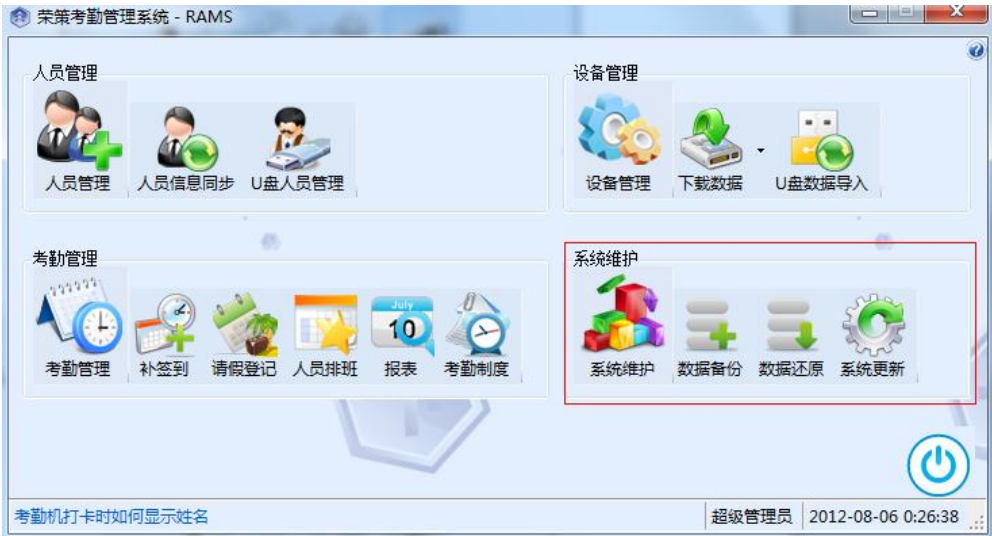 荣策考勤管理系统 - RAMS
人员管理
人员管理 人员信息同步 U盘人员管理
设备管理
设备管理 下载数据 U盘数据导入
考勤管理
July
10
考勤管理 补签到 请假登记 人员排班 报表 考勤制度
系统维护
系统维护 数据备份 数据还原 系统更新
考勤机打卡时如何显示姓名
超级管理员 2012-08-06 0:26:38